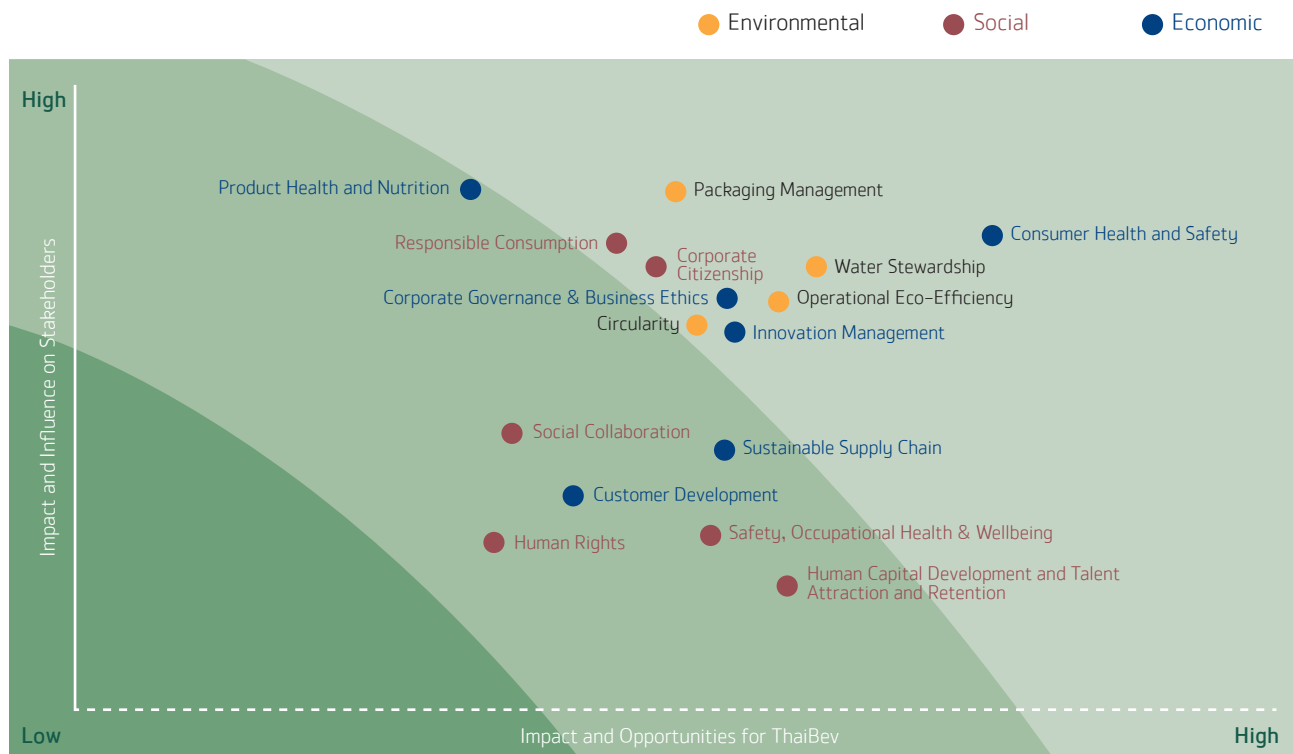 Environmental
Social
Economic
High
Product Health and Nutrition
Packaging Management
Consumer Health and Safety
Responsible Consumption
Corporate
Citizenship
Water Stewardship
Corporate Governance & Business Ethics
Operational Eco-Efficiency
Circularity
Innovation Management
Impact and Influence on Stakeholders
Social Collaboration
Sustainable Supply Chain
Customer Development
Human Rights
Safety, Occupational Health & Wellbeing
Human Capital Development and Talent
Attraction and Retention
Low
Impact and Opportunities for ThaiBev
High